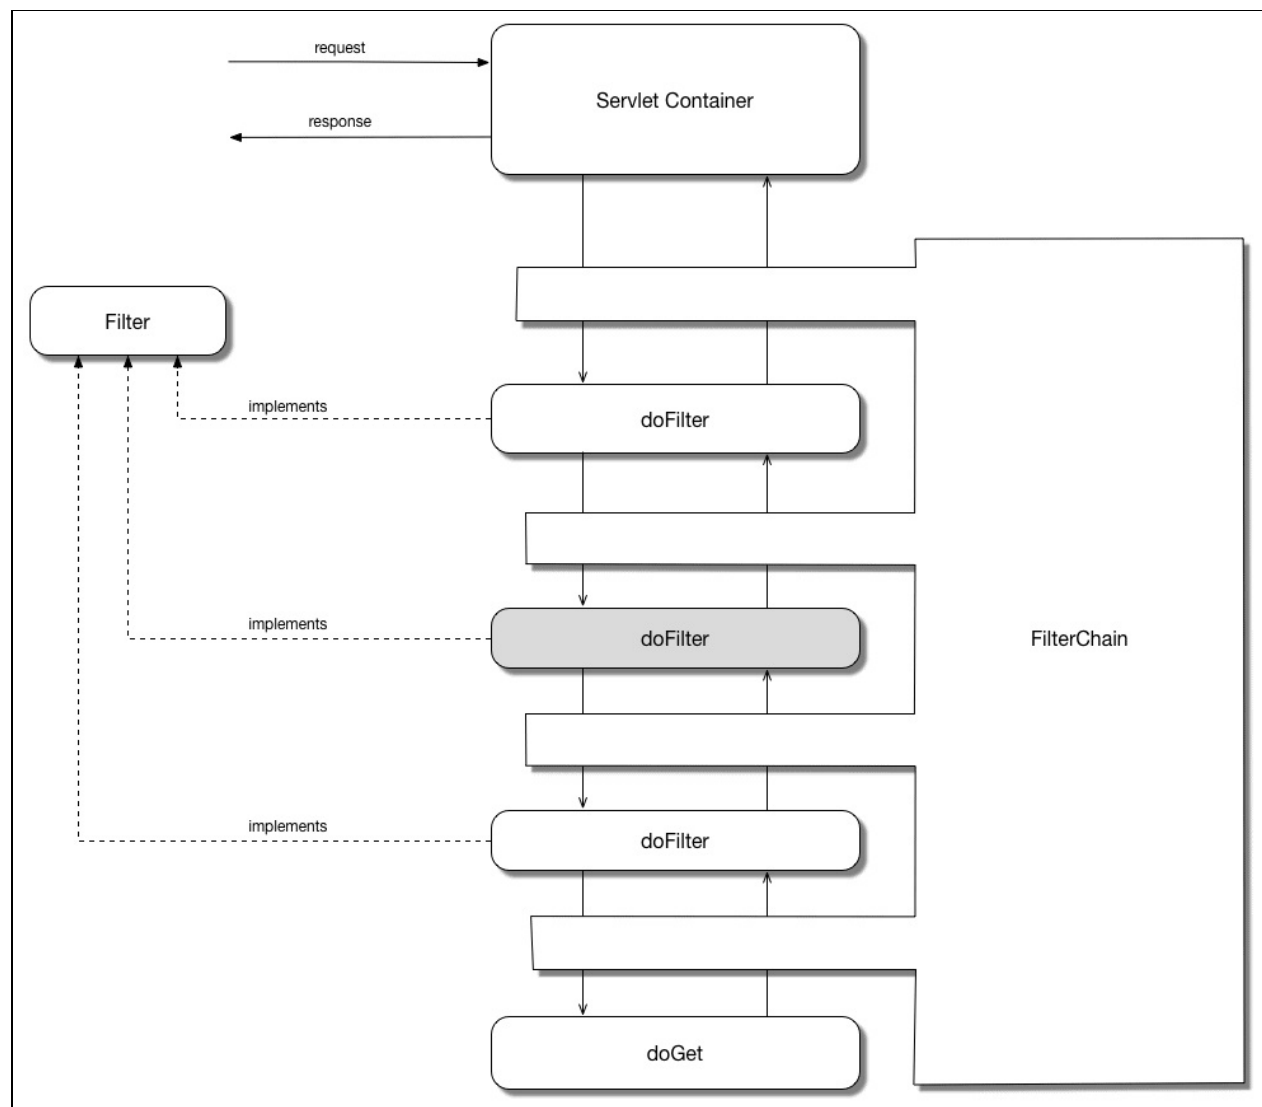 request
Servlet Container
response
Filter
implements
doFilter
implements
doFilter
FilterChain
implements
doFilter
doGet